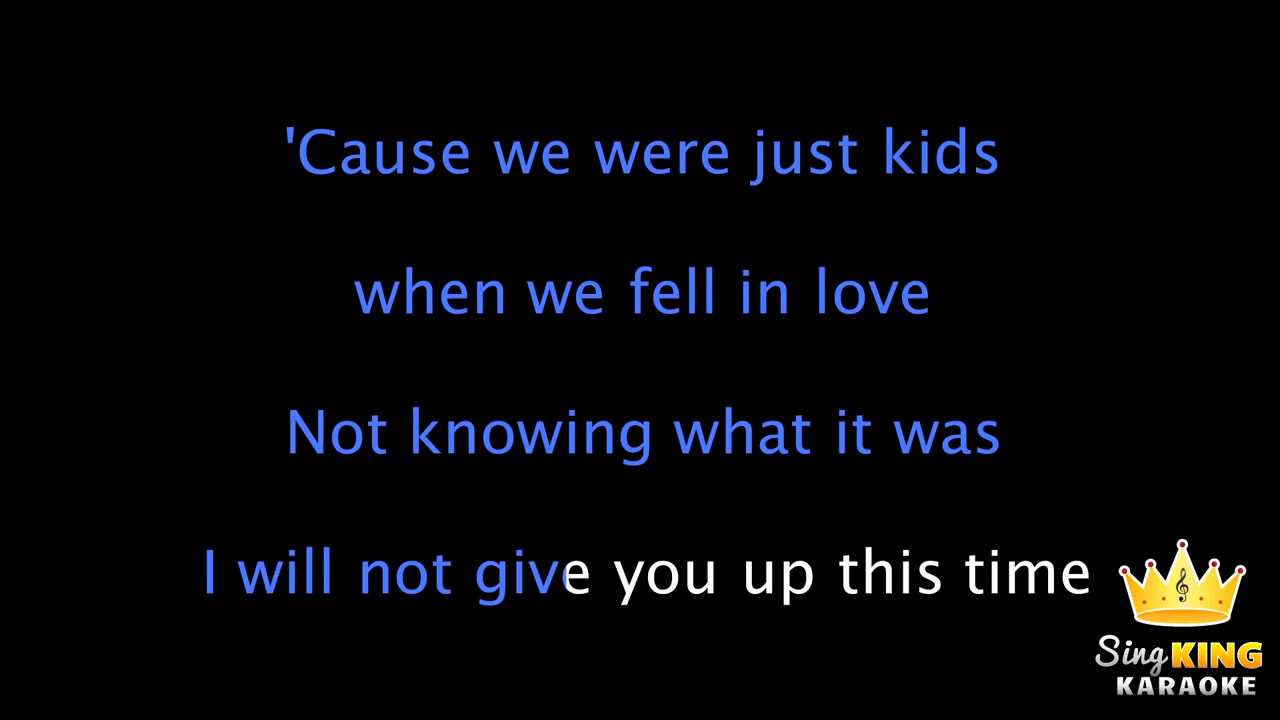 'Cause we were just kids
when we fell in love
Not knowing what it was
I will not give you up this time
Sing KING
KARAOKE